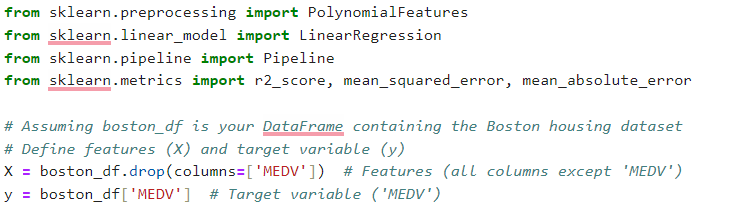 from sklearn.preprocessing import PolynomialFeatures
from sklearn.linear_model import LinearRegression
from sklearn.pipeline import Pipeline
from sklearn.metrics import r2_score, mean_squared_error, mean_absolute_error
# Assuming boston_df is your DataFrame containing the Boston housing dataset
# Define features (X) and target variable (y)
X = boston_df.drop(columns=['MEDV'])  # Features (all columns except 'MEDV')
y = boston_df['MEDV']  # Target variable ('MEDV')